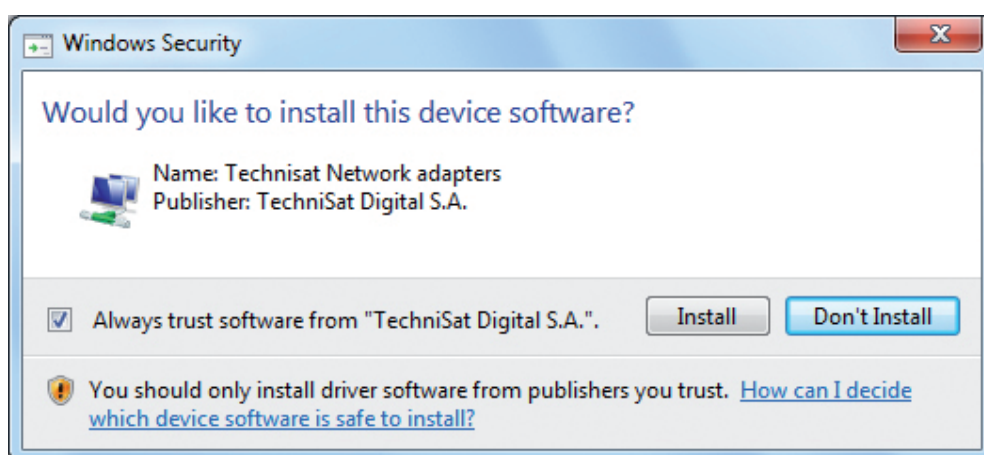 Windows Security
Would you like to install this device software?
Name: Technisat Network adapters
Publisher: TechniSat Digital S.A.
Always trust software from "TechniSat Digital S.A.".
Install
Don't Install
You should only install driver software from publishers you trust. How can I decide
which device software is safe to install?